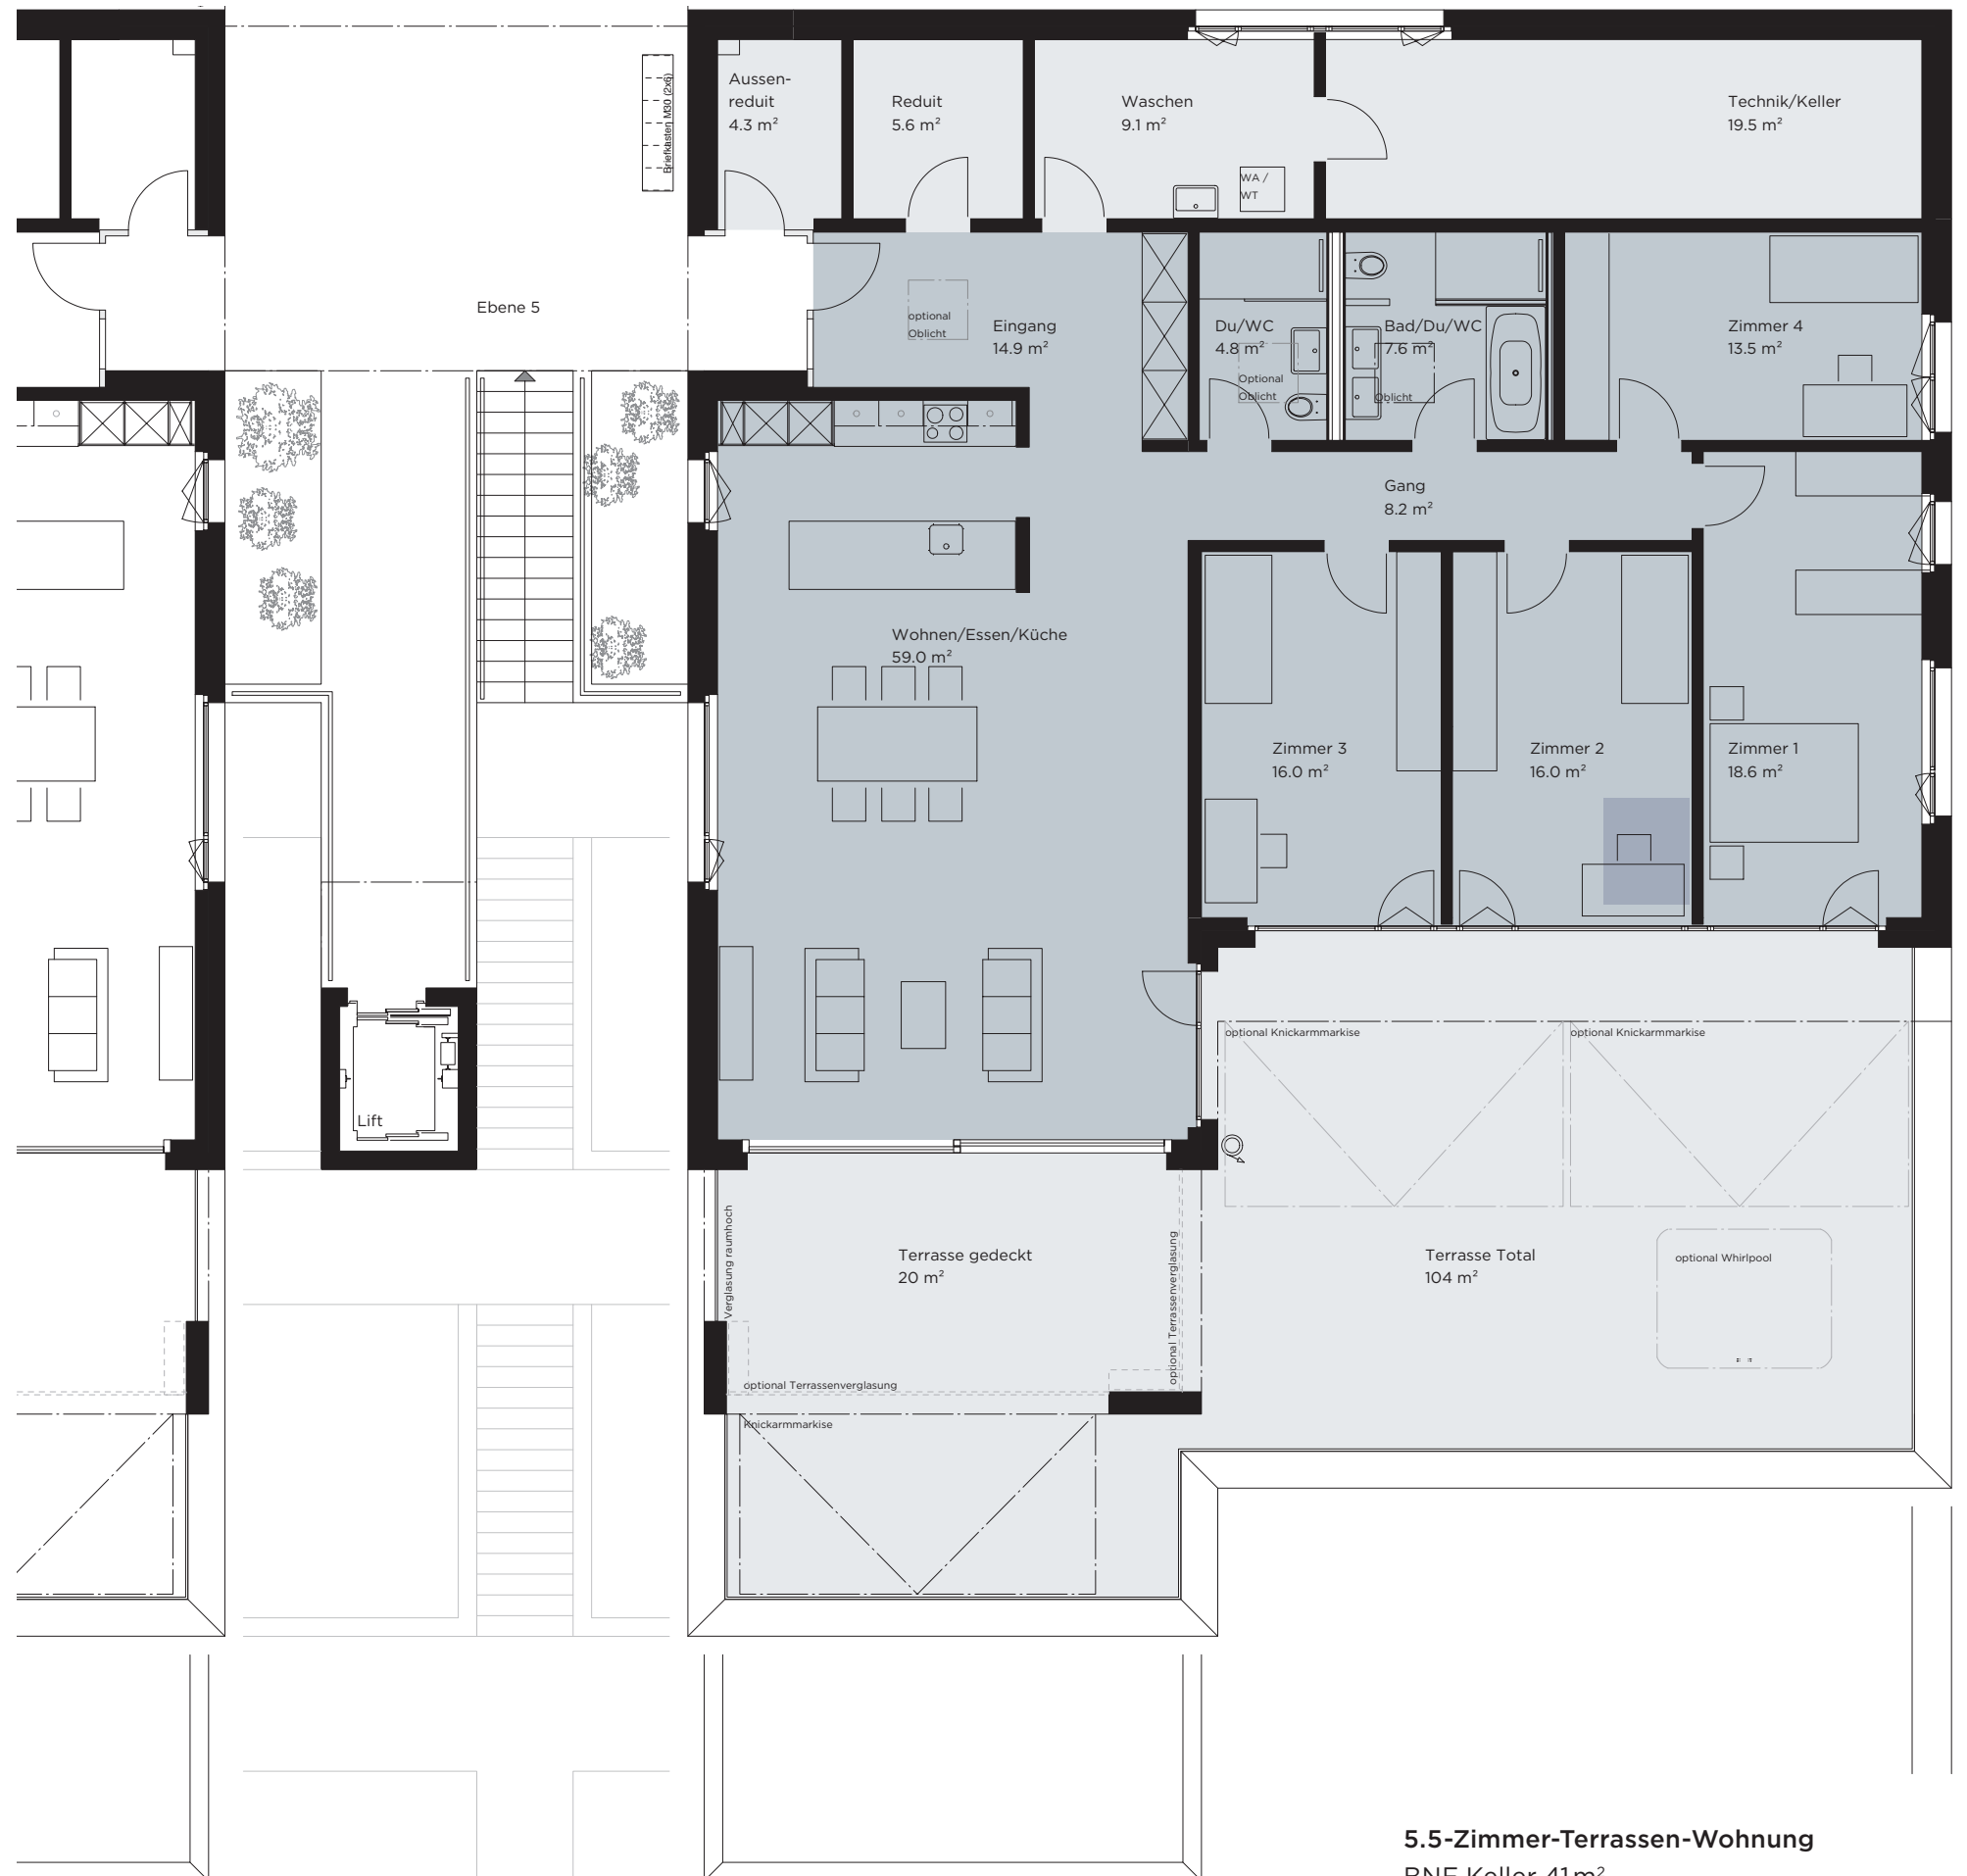 Aussen-
reduit
4.3 m²
Reduit
5.6 m²
Waschen
9.1 m²
Technik/Keller
19.5 m²
Briefkasten M30 (2x6)
WA /
WT
Ebene 5
optional
Oblicht
Eingang
14.9 m²
Du/WC
4.8 m²
Optional
Oblicht
Bad/Du/WC
7.6 m²
Oblicht
Zimmer 4
13.5 m²
Gang
8.2 m²
Wohnen/Essen/Küche
59.0 m²
Zimmer 3
16.0 m²
Zimmer 2
16.0 m²
Zimmer 1
18.6 m²
Lift
optional Knickarmmarkise
optional Knickarmmarkise
Verglasung raumhoch
Terrasse gedeckt
20 m²
optional Terrassenverglasung
Terrasse Total
104 m²
optional Whirlpool
optional Terrassenverglasung
Knickarmmarkise
5.5-Zimmer-Terrassen-Wohnung
BNF Keller 41 m²